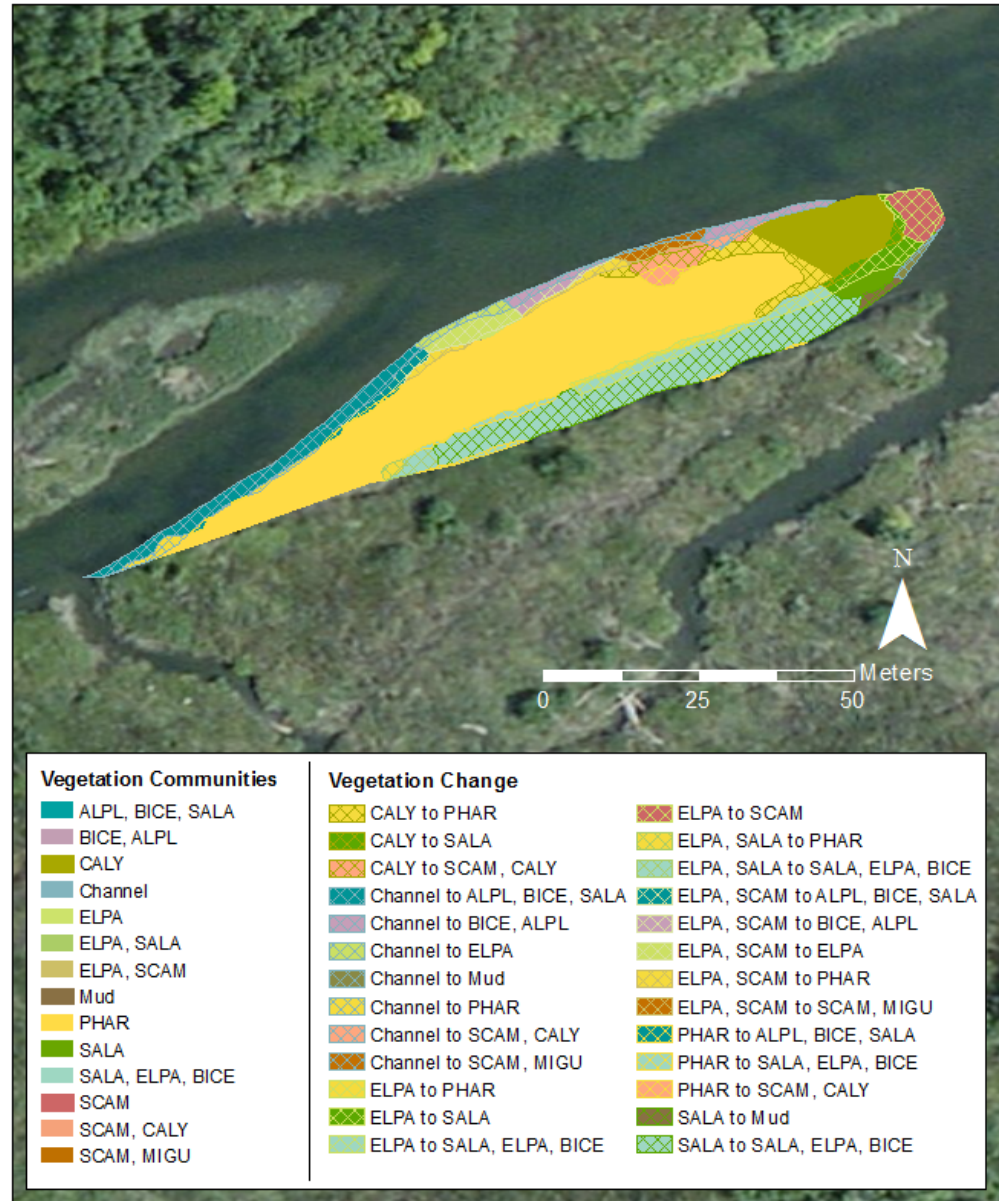 N
Meters
0 25 50
Vegetation Communities
ALPL, BICE, SALA
BICE, ALPL
CALY
Channel
ELPA
ELPA, SALA
ELPA, SCAM
Mud
PHAR
SALA
SALA, ELPA, BICE
SCAM
SCAM, CALY
SCAM, MIGU
Vegetation Change
CALY to PHAR
CALY to SALA
CALY to SCAM, CALY
Channel to ALPL, BICE, SALA
Channel to BICE, ALPL
Channel to ELPA
Channel to Mud
Channel to PHAR
Channel to SCAM, CALY
Channel to SCAM, MIGU
ELPA to PHAR
ELPA to SALA
ELPA to SALA, ELPA, BICE
ELPA to SCAM
ELPA, SALA to PHAR
ELPA, SALA to SALA, ELPA, BICE
ELPA, SCAM to ALPL, BICE, SALA
ELPA, SCAM to BICE, ALPL
ELPA, SCAM to ELPA
ELPA, SCAM to PHAR
ELPA, SCAM to SCAM, MIGU
PHAR to ALPL, BICE, SALA
PHAR to SALA, ELPA, BICE
PHAR to SCAM, CALY
SALA to Mud
SALA to SALA, ELPA, BICE